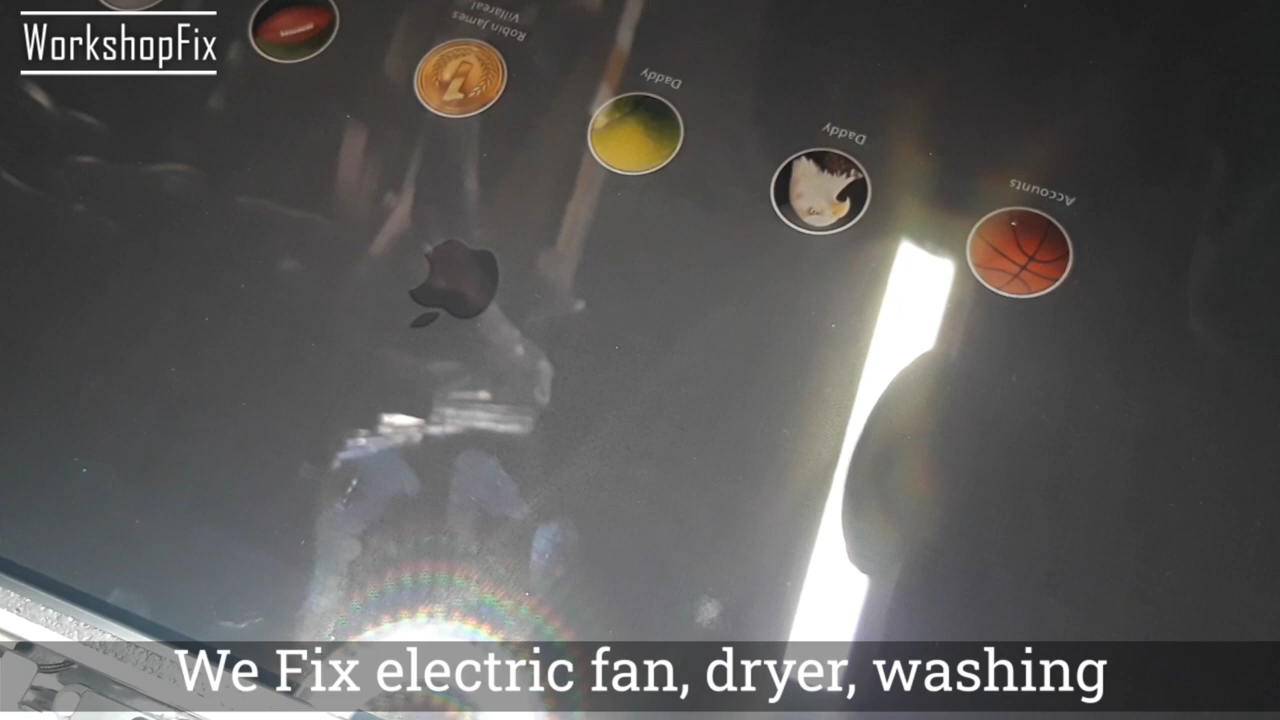 WorkshopFix
Robin James
Villareal
Daddy
Daddy
Accounts
We Fix electric fan, dryer, washing